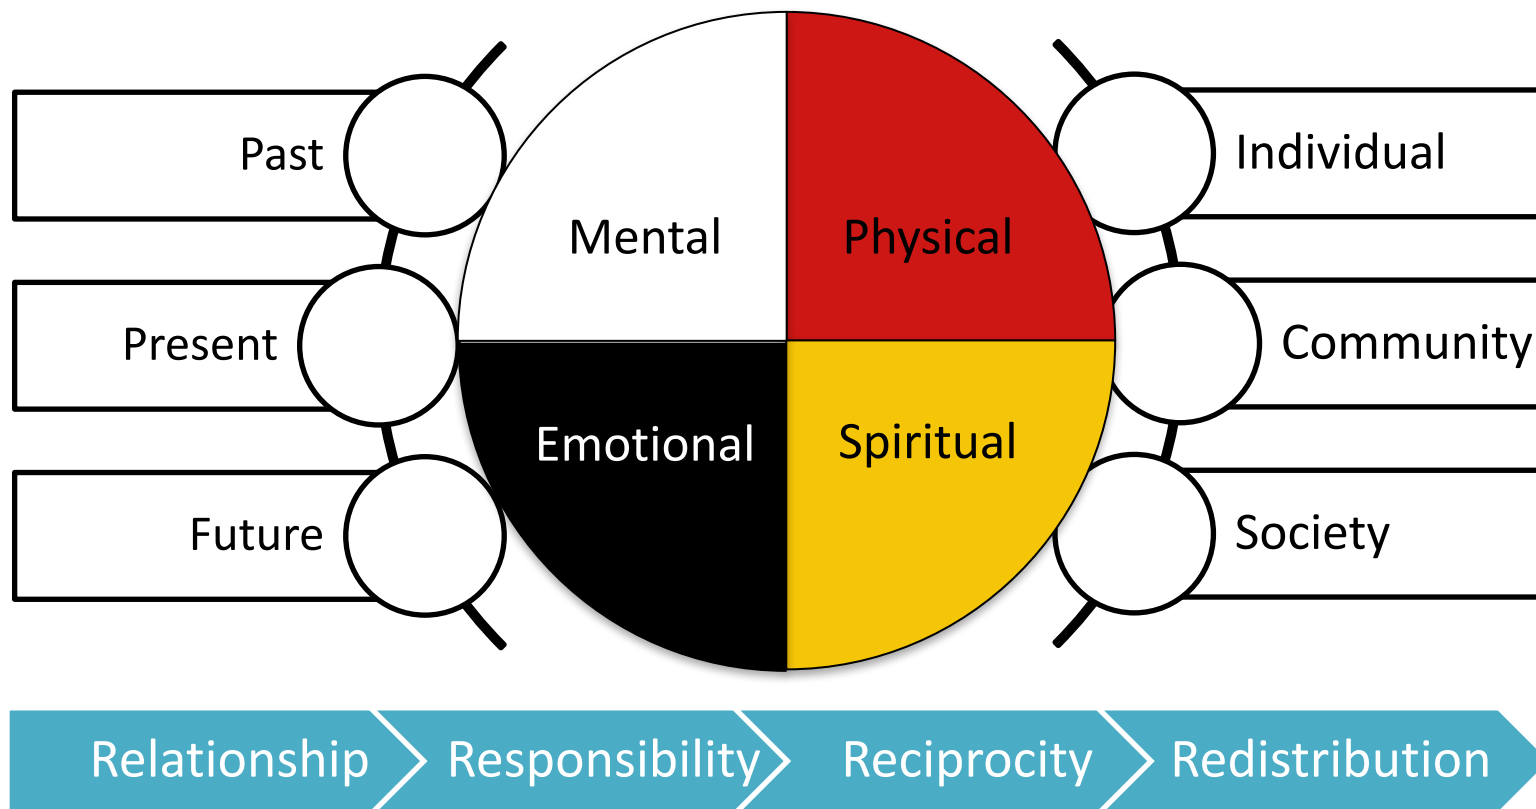 Past
Present
Future
Mental
Physical
Emotional
Spiritual
Individual
Community
Society
Relationship
Responsibility
Reciprocity
Redistribution